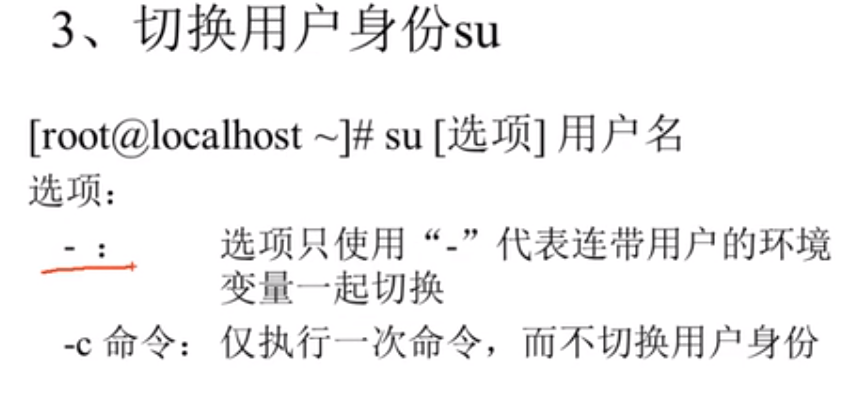 3、切换用户身份su
[root@localhost ~]# su [选项] 用户名
选项：
- ： 选项只使用“-”代表连带用户的环境
变量一起切换
-c 命令： 仅执行一次命令，而不切换用户身份